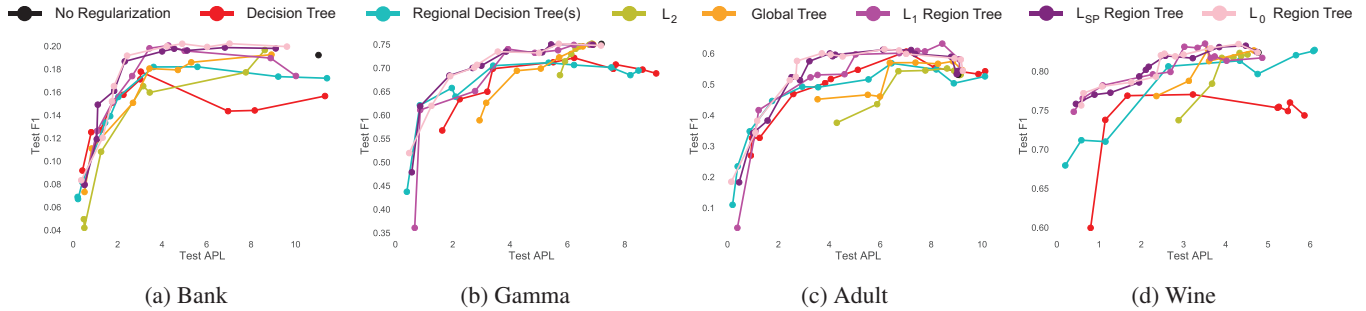 No Regularization Decision Tree Regional Decision Tree(s) L2 Global Tree L1 Region Tree LSP Region Tree L0 Region Tree
0.20
0.18
0.16
0.14
0.12
0.10
0.08
0.06
0.04
Test F1
0 2 4 6 8 10
Test APL
(a) Bank
0.75
0.70
0.65
0.60
0.55
0.50
0.45
0.40
0.35
Test F1
0 2 4 6 8
Test APL
(b) Gamma
0.6
0.5
0.4
0.3
0.2
0.1
Test F1
0 2 4 6 8 10
Test APL
(c) Adult
0.80
0.75
0.70
0.65
0.60
Test F1
0 1 2 3 4 5 6
Test APL
(d) Wine